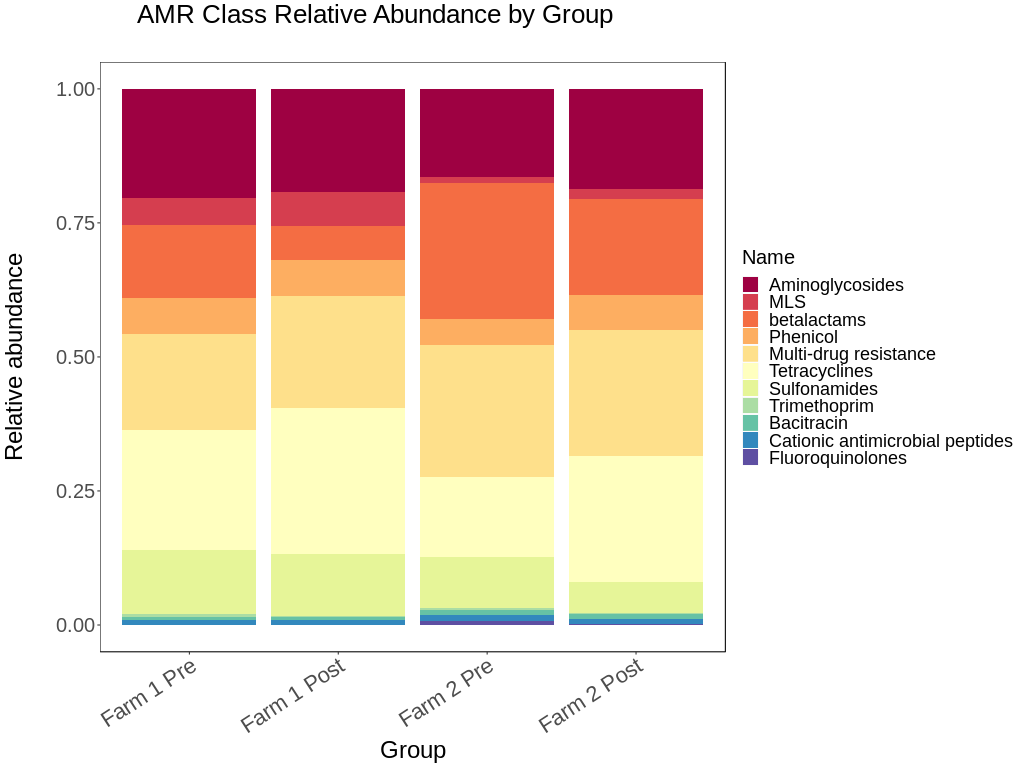 AMR Class Relative Abundance by Group
Relative abundance
1.00
0.75
0.50
0.25
0.00
Farm 1 Pre
Farm 1 Post
Farm 2 Pre
Farm 2 Post
Group
Name
Aminoglycosides
MLS
betalactams
Phenicol
Multi-drug resistance
Tetracyclines
Sulfonamides
Trimethoprim
Bacitracin
Cationic antimicrobial peptides
Fluoroquinolones